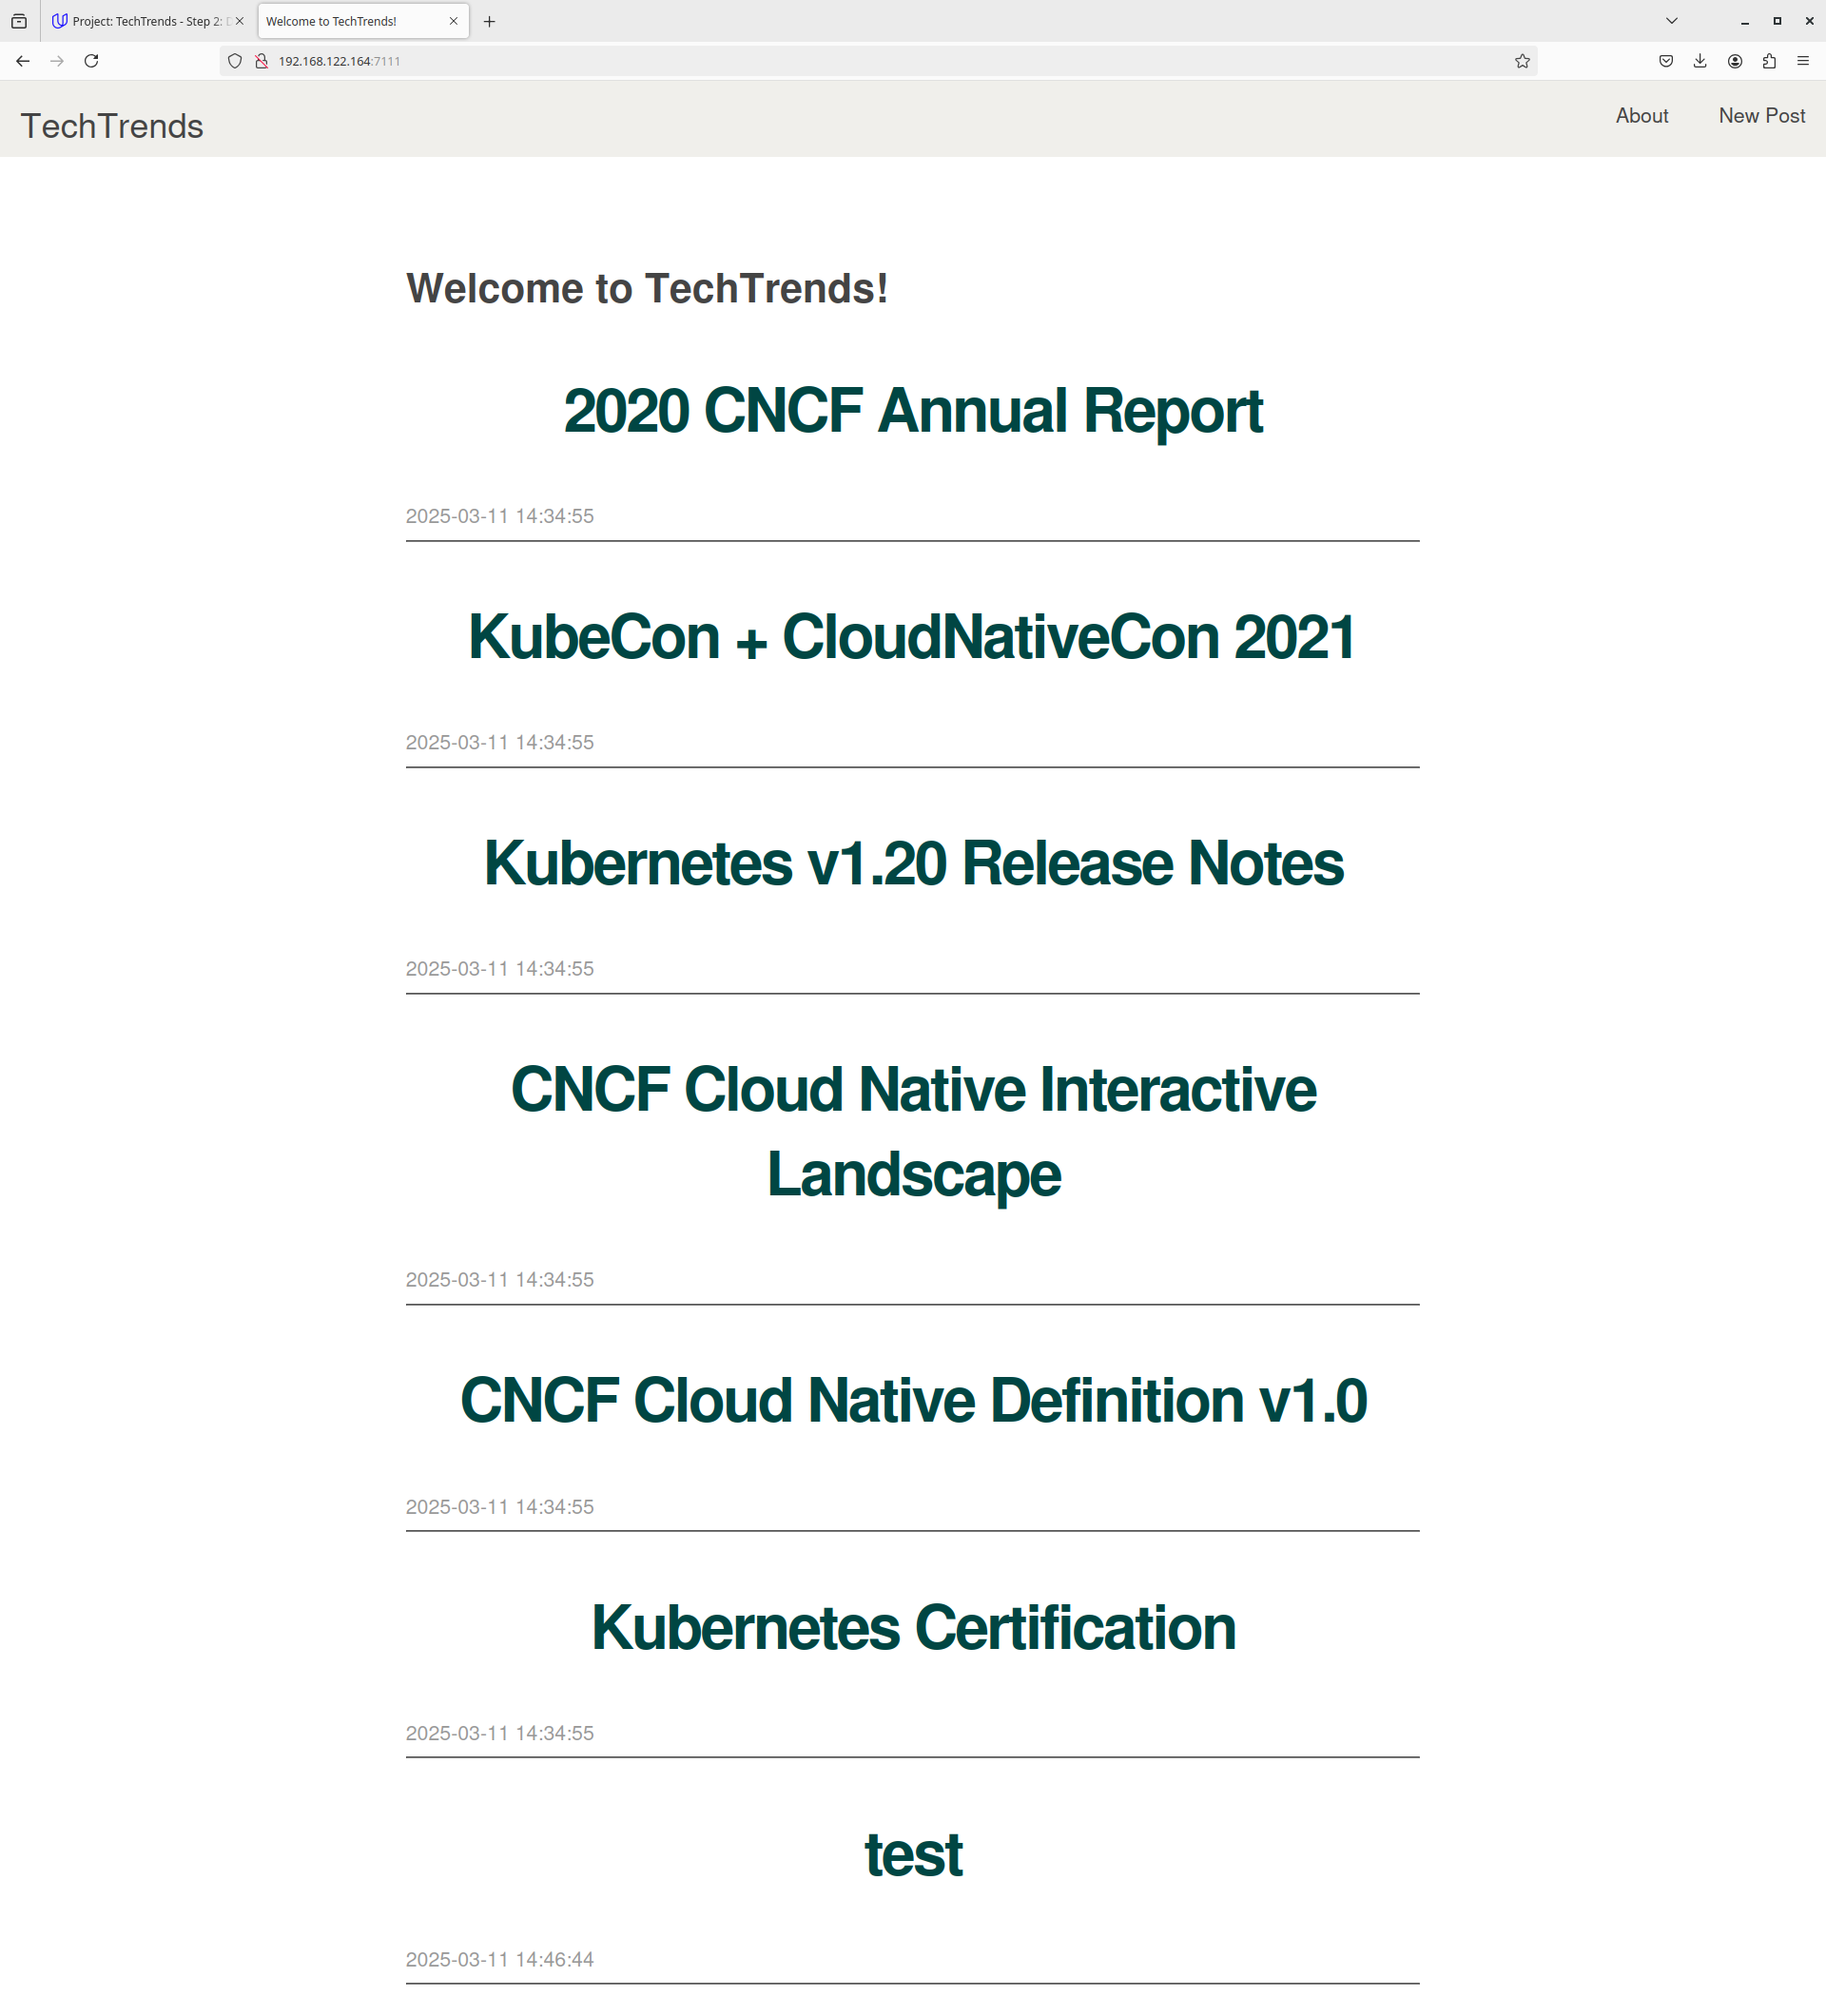 Project: TechTrends - Step 2:
Welcome to TechTrends!
192.168.122.164:7111
TechTrends
About
New Post
Welcome to TechTrends!
2020 CNCF Annual Report
2025-03-11 14:34:55
KubeCon + CloudNativeCon 2021
2025-03-11 14:34:55
Kubernetes v1.20 Release Notes
2025-03-11 14:34:55
CNCF Cloud Native Interactive
Landscape
2025-03-11 14:34:55
CNCF Cloud Native Definition v1.0
2025-03-11 14:34:55
Kubernetes Certification
2025-03-11 14:34:55
test
2025-03-11 14:46:44